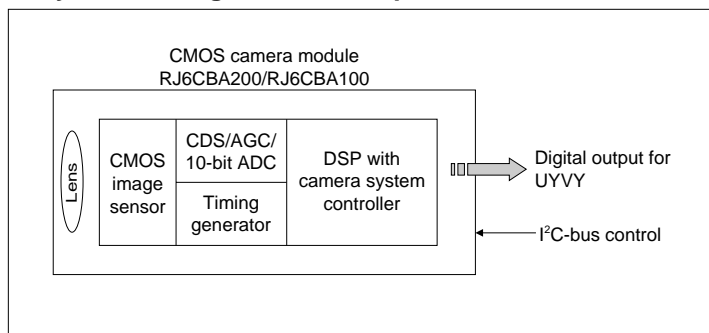 CMOS camera module
RJ6CBA200/RJ6CBA100
Lens
CMOS
image
sensor
CDS/AGC/
10-bit ADC
Timing
generator
DSP with
camera system
controller
Digital output for
UYVY
I²C-bus control